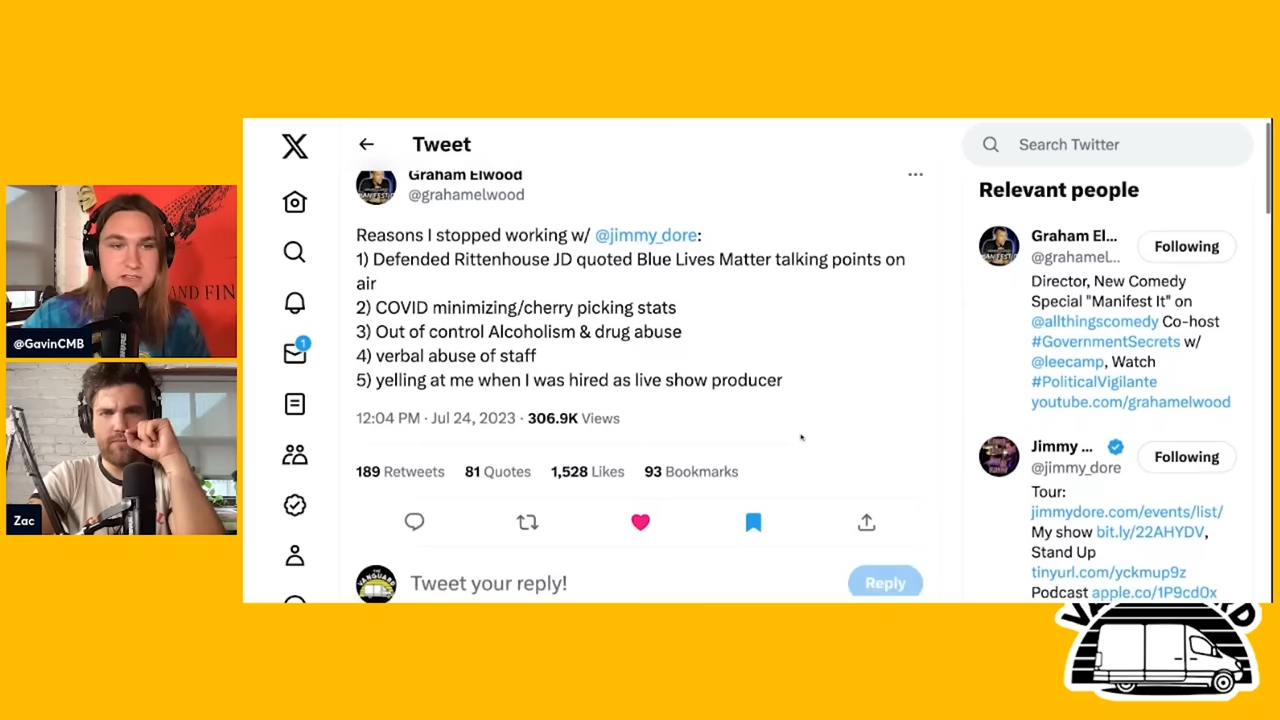 Tweet
Search Twitter
Graham Elwood
@grahamelwood
Reasons I stopped working w/ @jimmy_dore:
1) Defended Rittenhouse JD quoted Blue Lives Matter talking points on
air
2) COVID minimizing/cherry picking stats
3) Out of control Alcoholism & drug abuse
4) verbal abuse of staff
5) yelling at me when I was hired as live show producer
12:04 PM · Jul 24, 2023 · 306.9K Views
189 Retweets 81 Quotes 1,528 Likes 93 Bookmarks
Tweet your reply!
Reply
1
Relevant people
Graham El...
@grahamel...
Following
Director, New Comedy
Special "Manifest It" on
@allthingscomedy Co-host
#GovernmentSecrets w/
@leecamp, Watch
#PoliticalVigilante
youtube.com/grahamelwood
Jimmy ...
@jimmy_dore
Following
Tour:
jimmydore.com/events/list/
My show bit.ly/22AHYDV,
Stand Up
tinyurl.com/yckmup9z
Podcast apple.co/1P9cd0x
AND FIN
@GavinCMB
Zac
VANGUARD